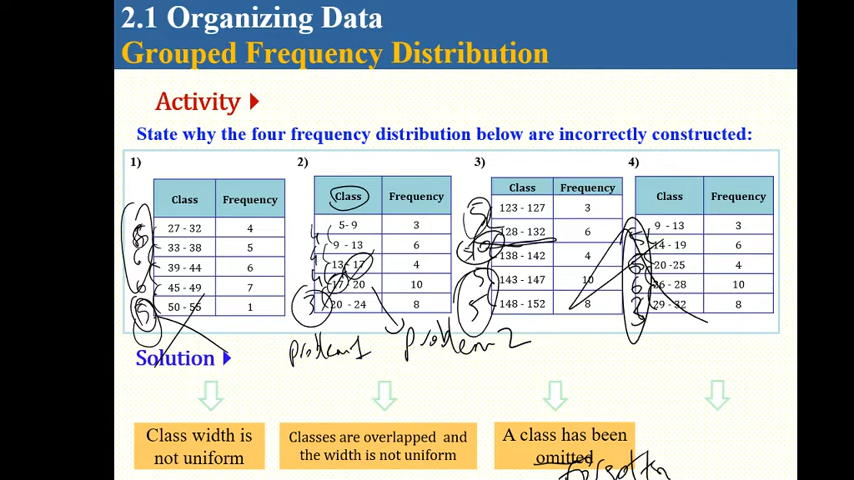 2.1 Organizing Data
Grouped Frequency Distribution
Activity
State why the four frequency distribution below are incorrectly constructed:
1) 2) 3) 4)
Class Frequency
27 - 32 4
33 - 38 5
39 - 44 6
45 - 49 7
50 - 55 1
Class Frequency
5- 9 3
9 - 13 6
13 - 17 4
17 - 20 10
20 - 24 8
Class Frequency
123 - 127 3
128 - 132 6
138 - 142 4
143 - 147 10
148 - 152 8
Class Frequency
9 - 13 3
14 - 19 6
20 -25 4
26 - 28 10
29 - 32 8
problem 1 problem 2
Solution
Class width is
not uniform
Classes are overlapped and
the width is not uniform
A class has been
omitted
forgotten